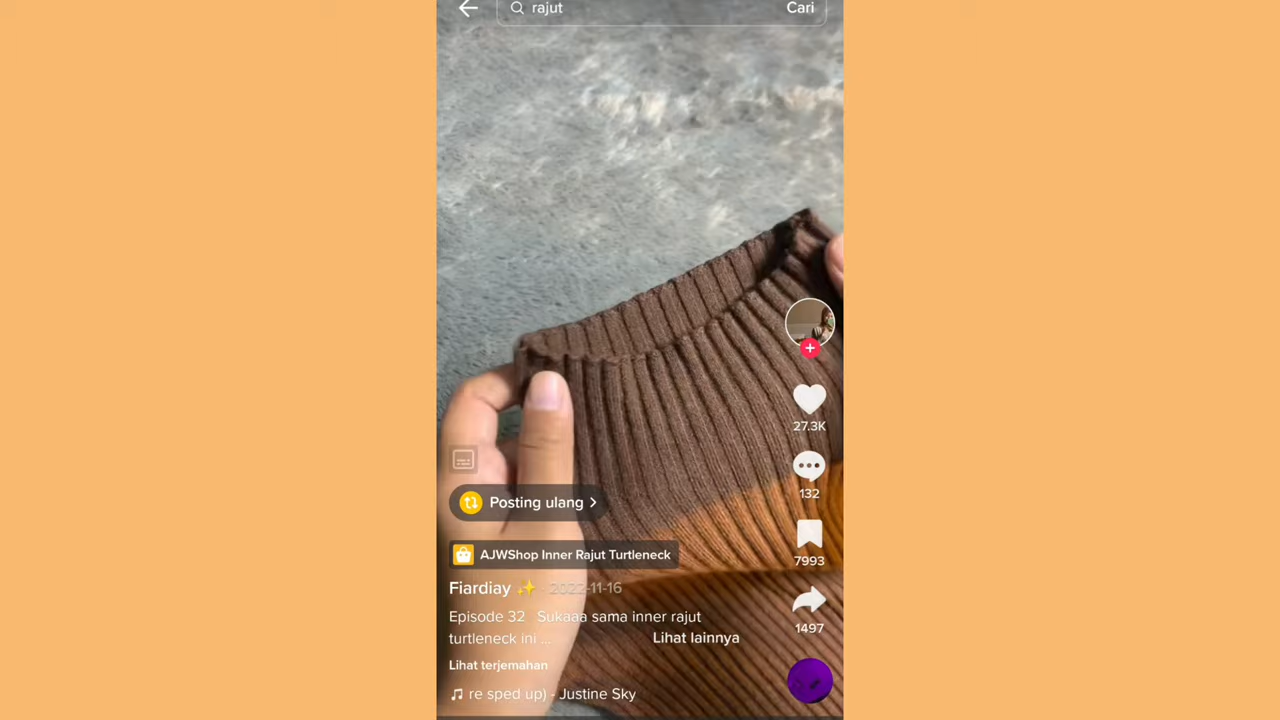 rajut
Cari
27.3K
132
Posting ulang
7993
AJWShop Inner Rajut Turtleneck
Fiardiay ✨ · 2022-11-16
Episode 32 Sukaaa sama inner rajut
turtleneck ini ...
Lihat lainnya
1497
Lihat terjemahan
re sped up) - Justine Sky